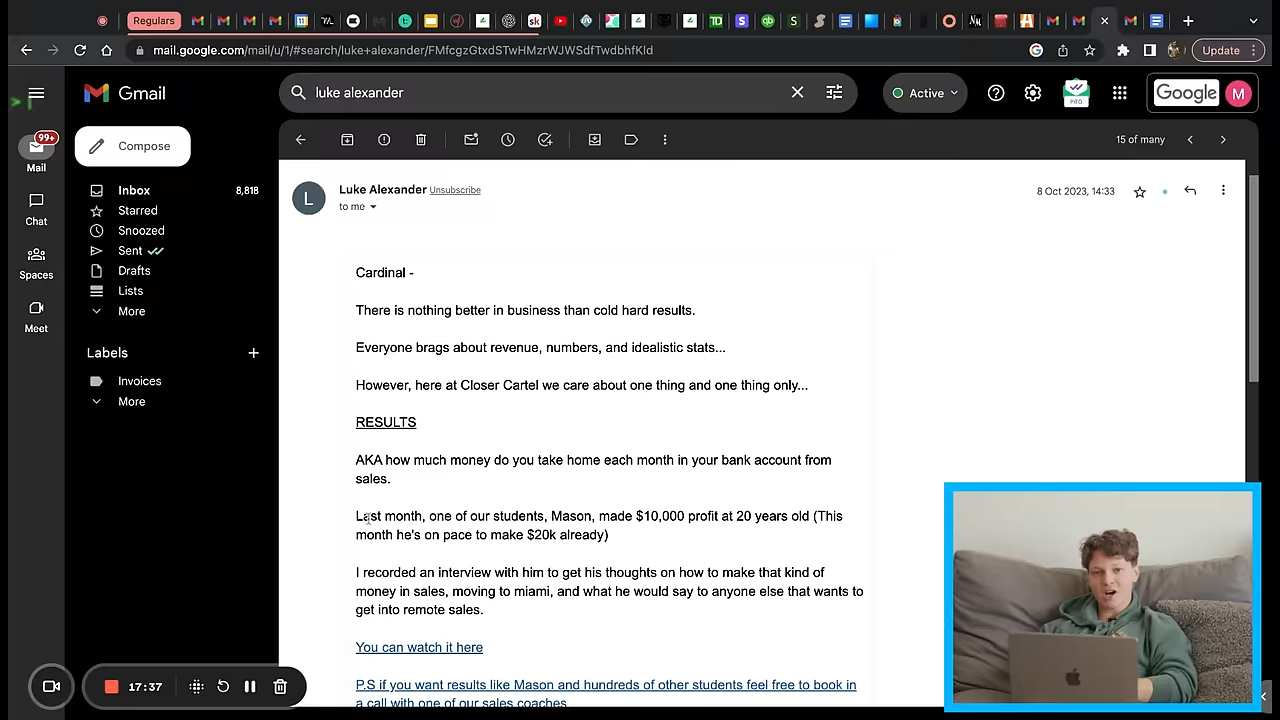 Regulars
TD
mail.google.com/mail/u/1/#search/luke+alexander/FMfcgzGtxdSTwHMzrWJWSdfTwdbhfKld
Update
Gmail
luke alexander
Active
PRO
Google
M
99+
Mail
Chat
Spaces
Meet
Compose
Inbox 8,818
Starred
Snoozed
Sent
Drafts
Lists
More
Labels
Invoices
More
15 of many
L
Luke Alexander Unsubscribe
to me
8 Oct 2023, 14:33
Cardinal -
There is nothing better in business than cold hard results.
Everyone brags about revenue, numbers, and idealistic stats...
However, here at Closer Cartel we care about one thing and one thing only...
RESULTS
AKA how much money do you take home each month in your bank account from
sales.
Last month, one of our students, Mason, made $10,000 profit at 20 years old (This
month he's on pace to make $20k already)
I recorded an interview with him to get his thoughts on how to make that kind of
money in sales, moving to miami, and what he would say to anyone else that wants to
get into remote sales.
You can watch it here
P.S if you want results like Mason and hundreds of other students feel free to book in
a call with one of our sales coaches
17:37